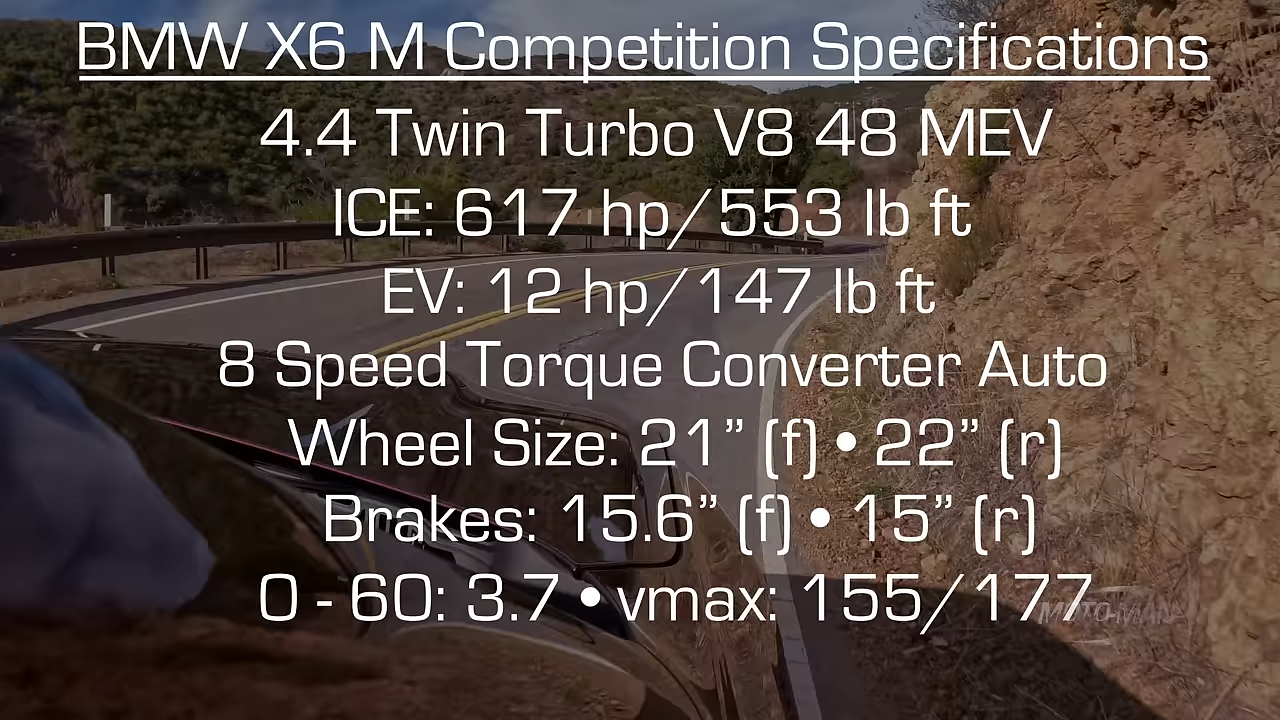 BMW X6 M Competition Specifications
4.4 Twin Turbo V8 48 MEV
ICE: 617 hp/553 lb ft
EV: 12 hp/147 lb ft
8 Speed Torque Converter Auto
Wheel Size: 21” (f) • 22” (r)
Brakes: 15.6” (f) • 15” (r)
0 - 60: 3.7 • vmax: 155/177
MOTO-MAN